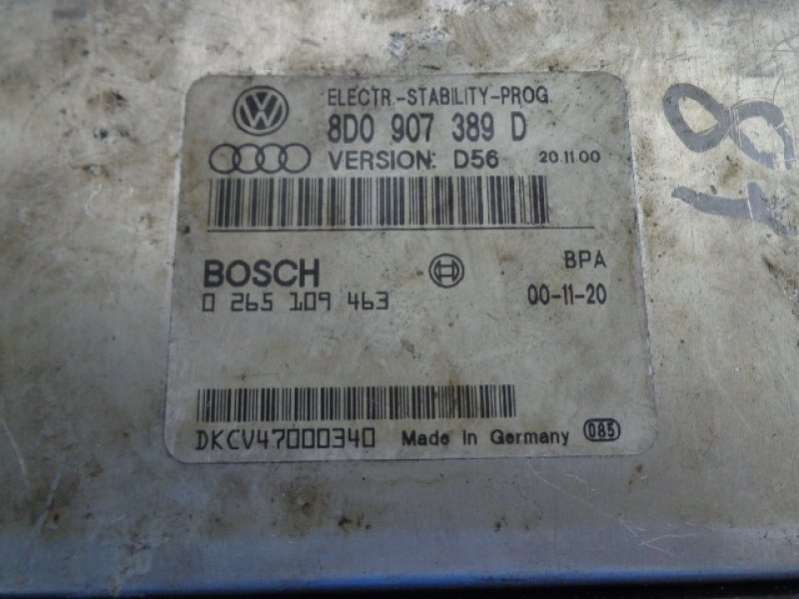 ELECTR.-STABILITY-PROG
8D0 907 389 D
VERSION: D56 20.11.00
BOSCH BPA
0 265 109 463 00-11-20
DKCV47000340 Made In Germany 085
81